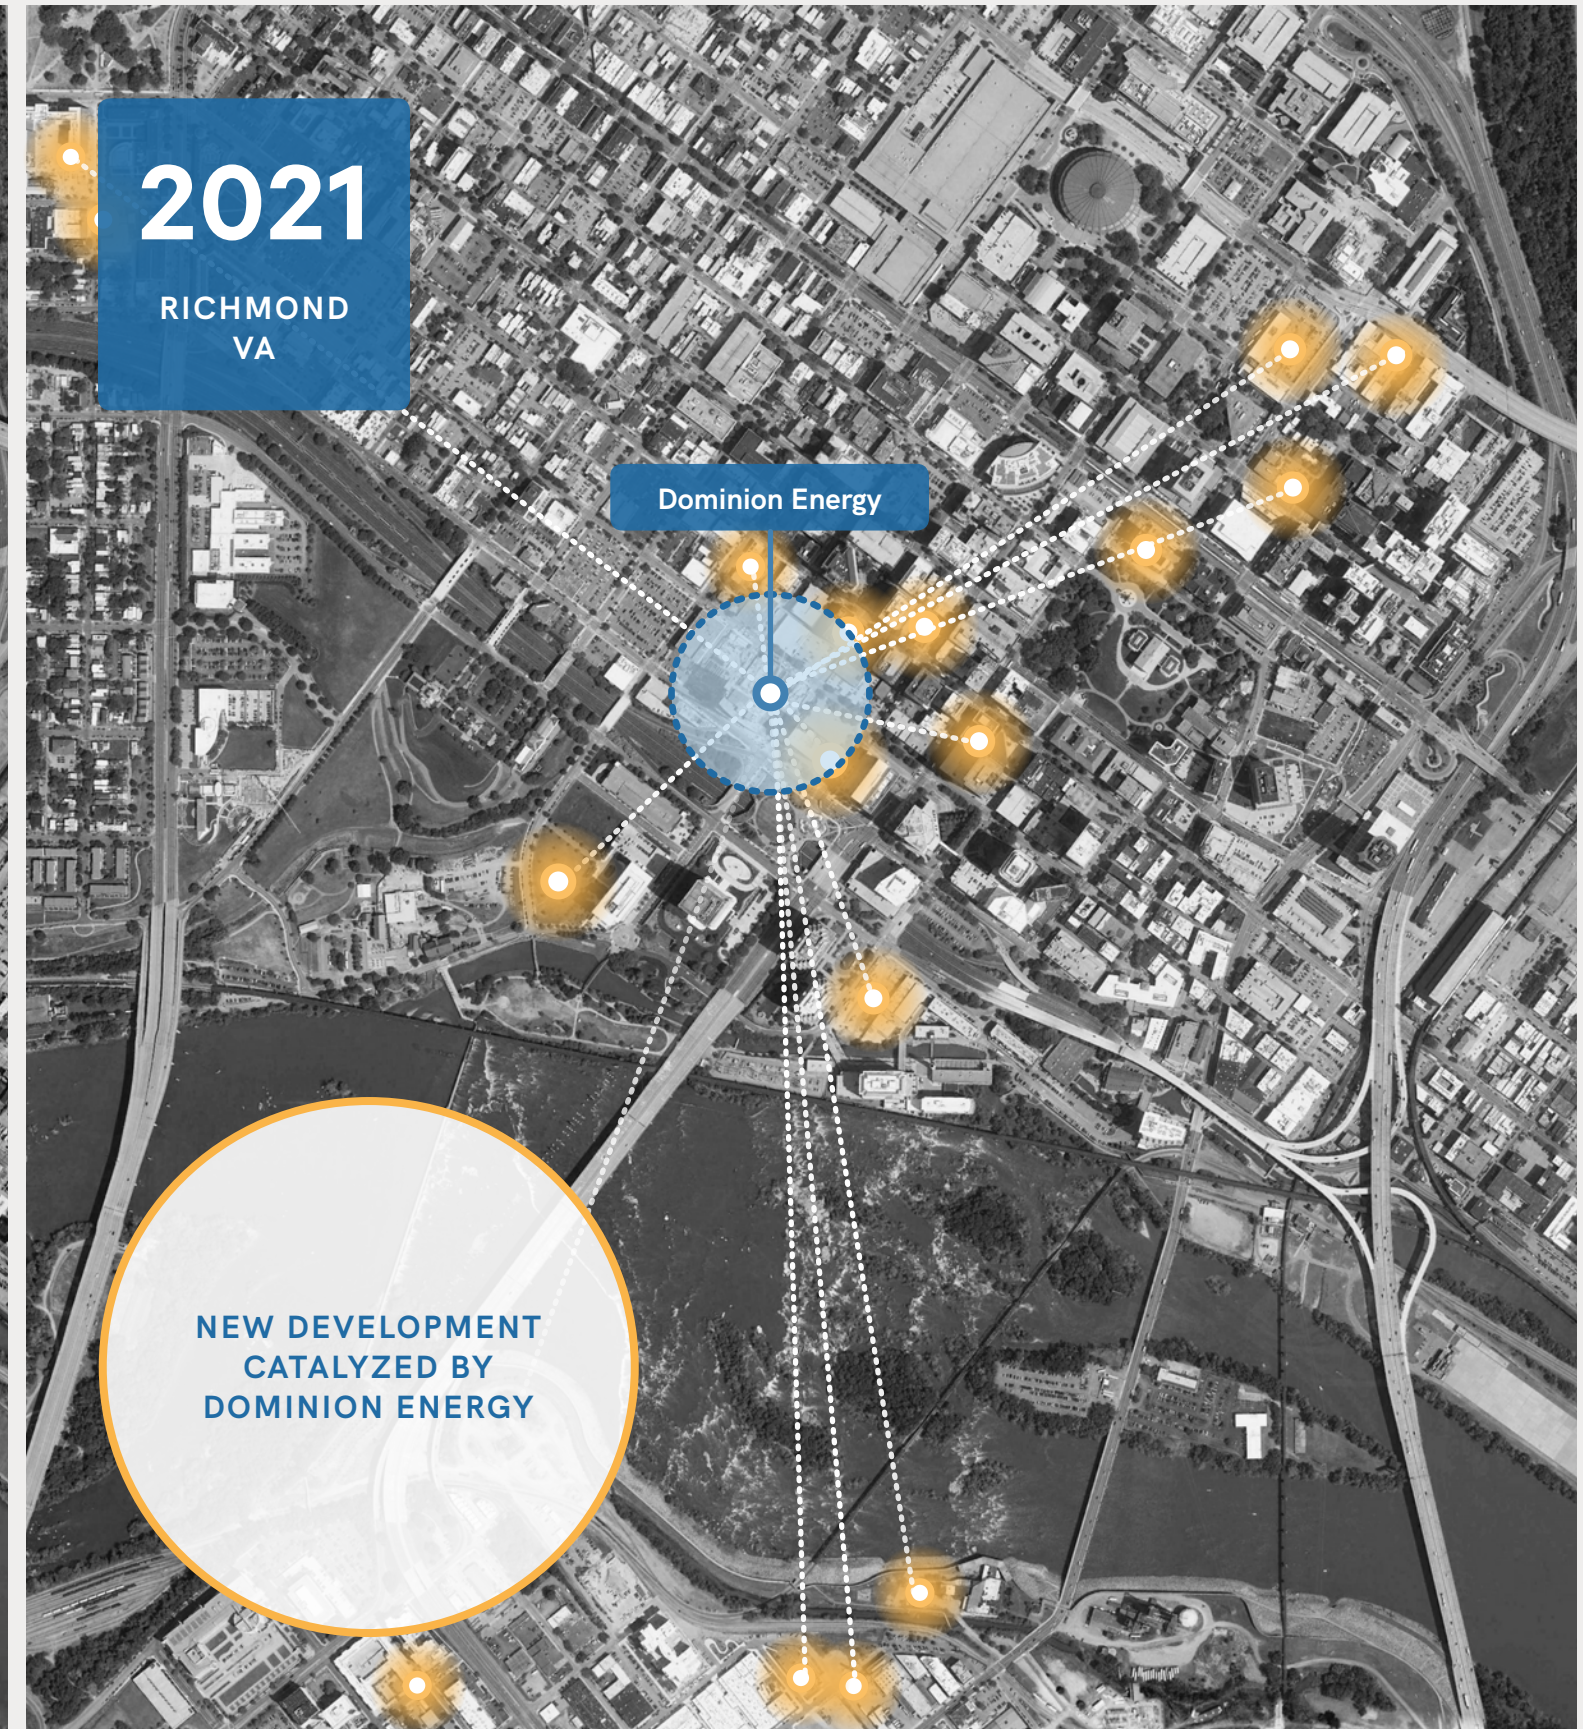 2021
RICHMOND
VA
Dominion Energy
NEW DEVELOPMENT
CATALYZED BY
DOMINION ENERGY